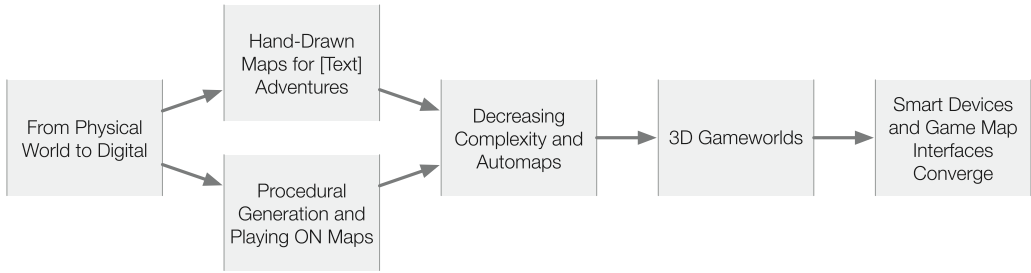 From Physical
World to Digital
Hand-Drawn
Maps for [Text]
Adventures
Procedural
Generation and
Playing ON Maps
Decreasing
Complexity and
Automaps
3D Gameworlds
Smart Devices
and Game Map
Interfaces
Converge